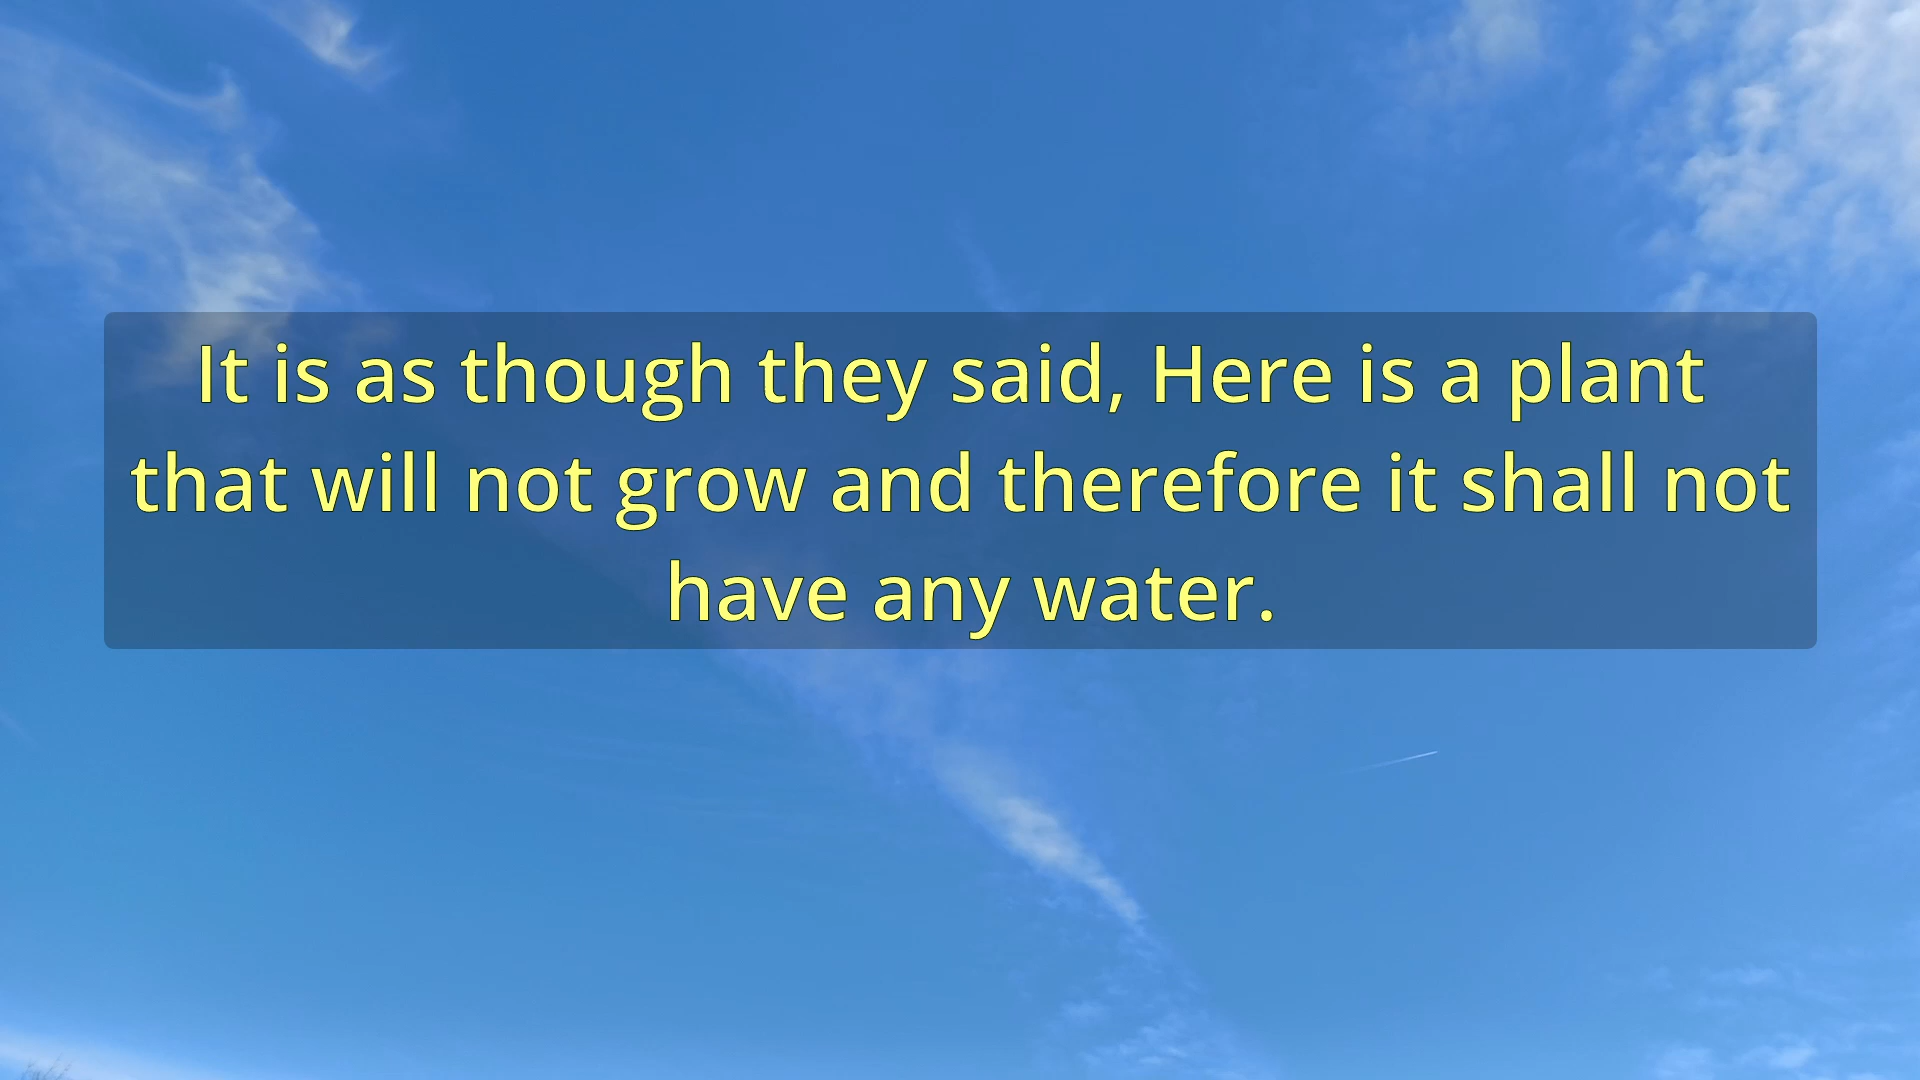 It is as though they said, Here is a plant
that will not grow and therefore it shall not
have any water.